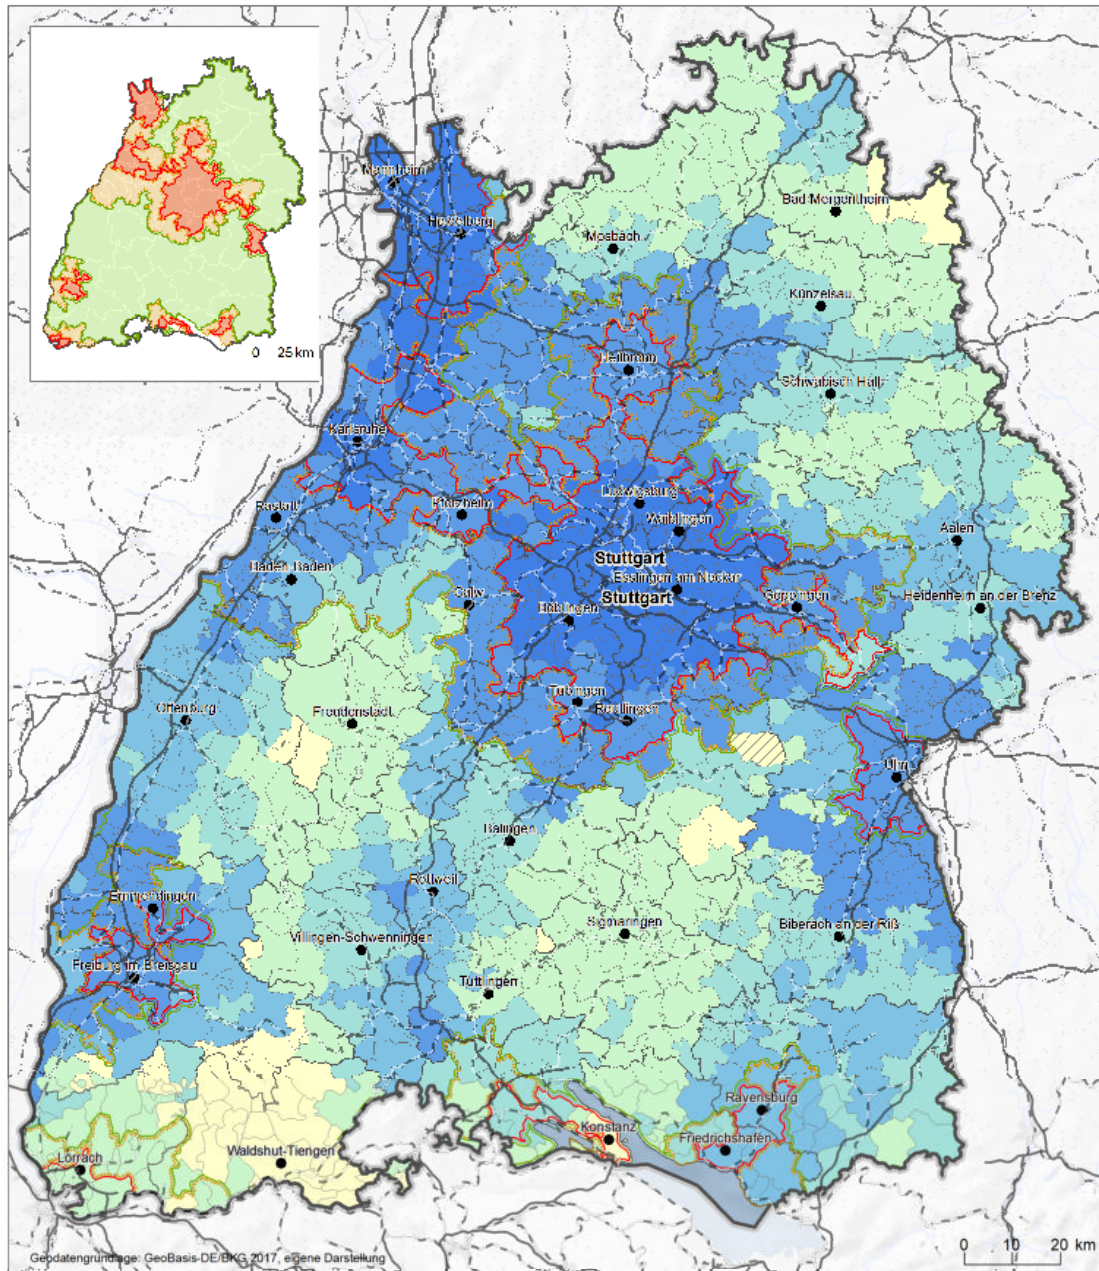 0 25 km
Mannheim
Heidelberg
Mosbach
Bad Mergentheim
Künzelsau
Heilbronn
Schwäbisch Hall
Karlsruhe
Pforzheim
Ludwigsburg
Waiblingen
Rastatt
Aalen
Baden-Baden
Stuttgart
Esslingen am Neckar
Stuttgart
Calw
Böblingen
Göppingen
Heidenheim an der Brenz
Tübingen
Reutlingen
Offenburg
Freudenstadt
Ulm
Balingen
Rottweil
Emmendingen
Sigmaringen
Biberach an der Riß
Villingen-Schwenningen
Freiburg im Breisgau
Tuttlingen
Ravensburg
Konstanz
Friedrichshafen
Lörrach
Waldshut-Tiengen
Geodatengrundlage: GeoBasis-DE/BKG 2017, eigene Darstellung
0 10 20 km